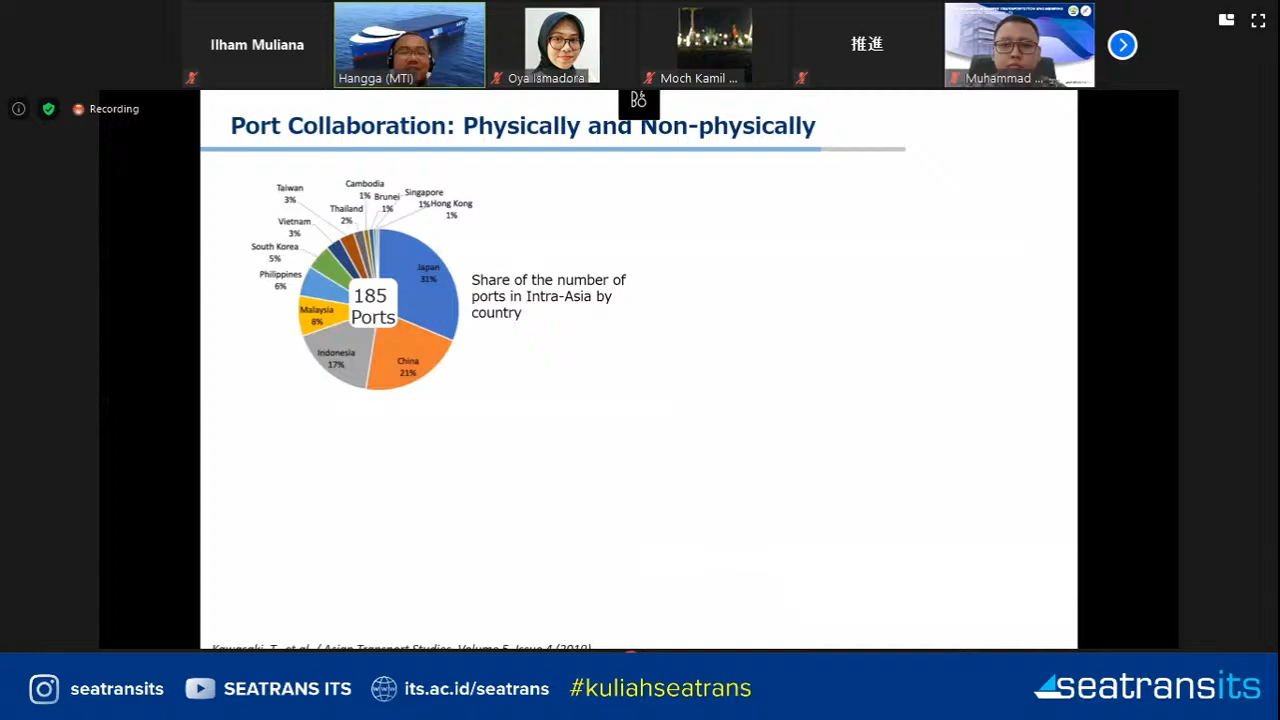 Ilham Muliana
Hangga (MTI)
Oya Ismadora
Moch Kamil ...
推進
Muhammad ...
Recording
Port Collaboration: Physically and Non-physically
Taiwan
3%
Cambodia
1%
Brunei
1%
Singapore
1%
Hong Kong
1%
Thailand
2%
Vietnam
3%
South Korea
5%
Philippines
6%
Malaysia
8%
Indonesia
17%
China
21%
Japan
31%
185
Ports
Share of the number of
ports in Intra-Asia by
country
Kawasaki, T., et al. / Asian Transport Studies, Volume 5, Issue 4 (2019)
seatransits
SEATRANS ITS
its.ac.id/seatrans
#kuliahseatrans
seatransits